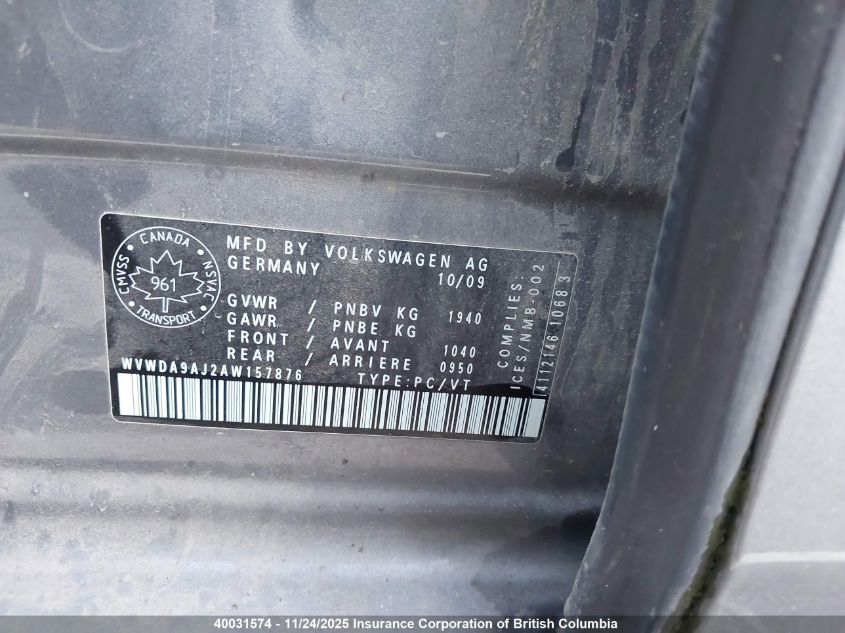 CANADA
CMVSS
NSVAC
961
TRANSPORT
MFD BY VOLKSWAGEN AG
GERMANY 10/09
GVWR / PNBV KG 1940
GAWR / PNBE KG
FRONT / AVANT 1040
REAR / ARRIERE 0950
WVWDA9AJ2AW157876 TYPE:PC/VT
COMPLIES:
ICES/NMB-002
4112146 10683
40031574 - 11/24/2025 Insurance Corporation of British Columbia